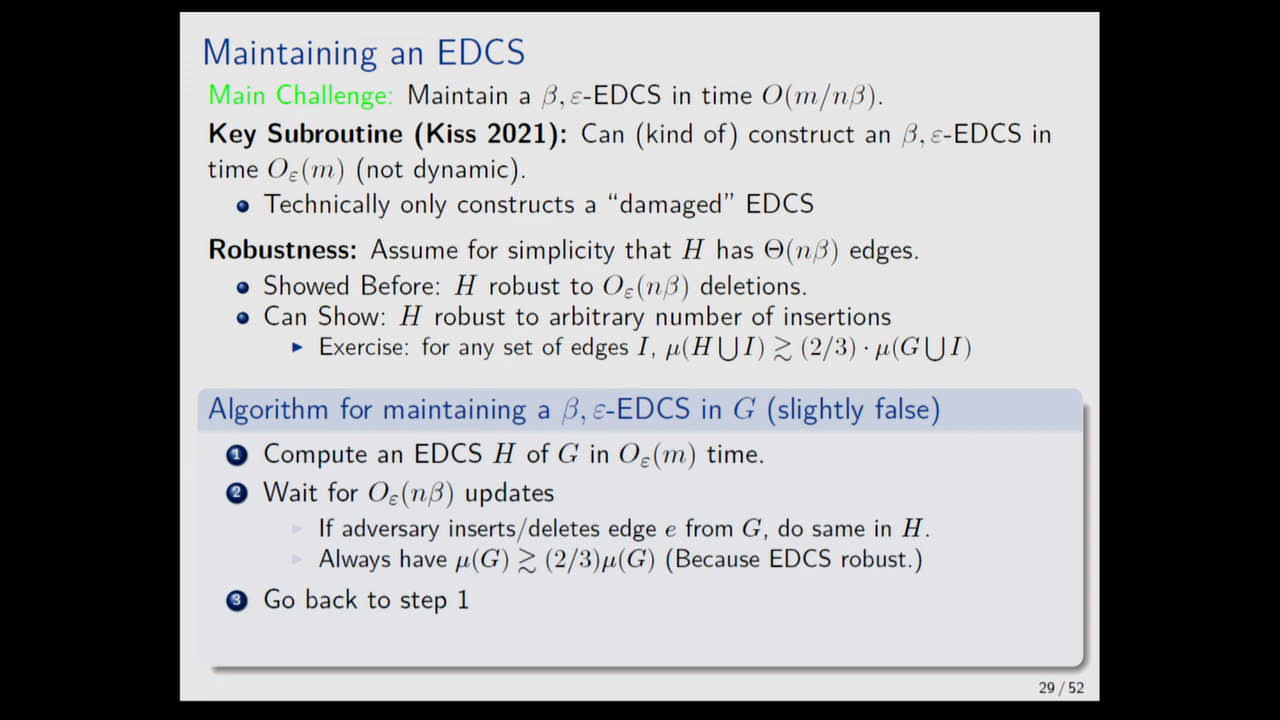 Maintaining an EDCS
Main Challenge: Maintain a β, ε-EDCS in time O(m/nβ).
Key Subroutine (Kiss 2021): Can (kind of) construct an β, ε-EDCS in
time Oε(m) (not dynamic).
Technically only constructs a “damaged” EDCS
Robustness: Assume for simplicity that H has Θ(nβ) edges.
Showed Before: H robust to Oε(nβ) deletions.
Can Show: H robust to arbitrary number of insertions
Exercise: for any set of edges I, μ(H ⋃ I) ≳ (2/3) · μ(G ⋃ I)
Algorithm for maintaining a β, ε-EDCS in G (slightly false)
1 Compute an EDCS H of G in Oε(m) time.
2 Wait for Oε(nβ) updates
If adversary inserts/deletes edge e from G, do same in H.
Always have μ(G) ≳ (2/3)μ(G) (Because EDCS robust.)
3 Go back to step 1
29 / 52